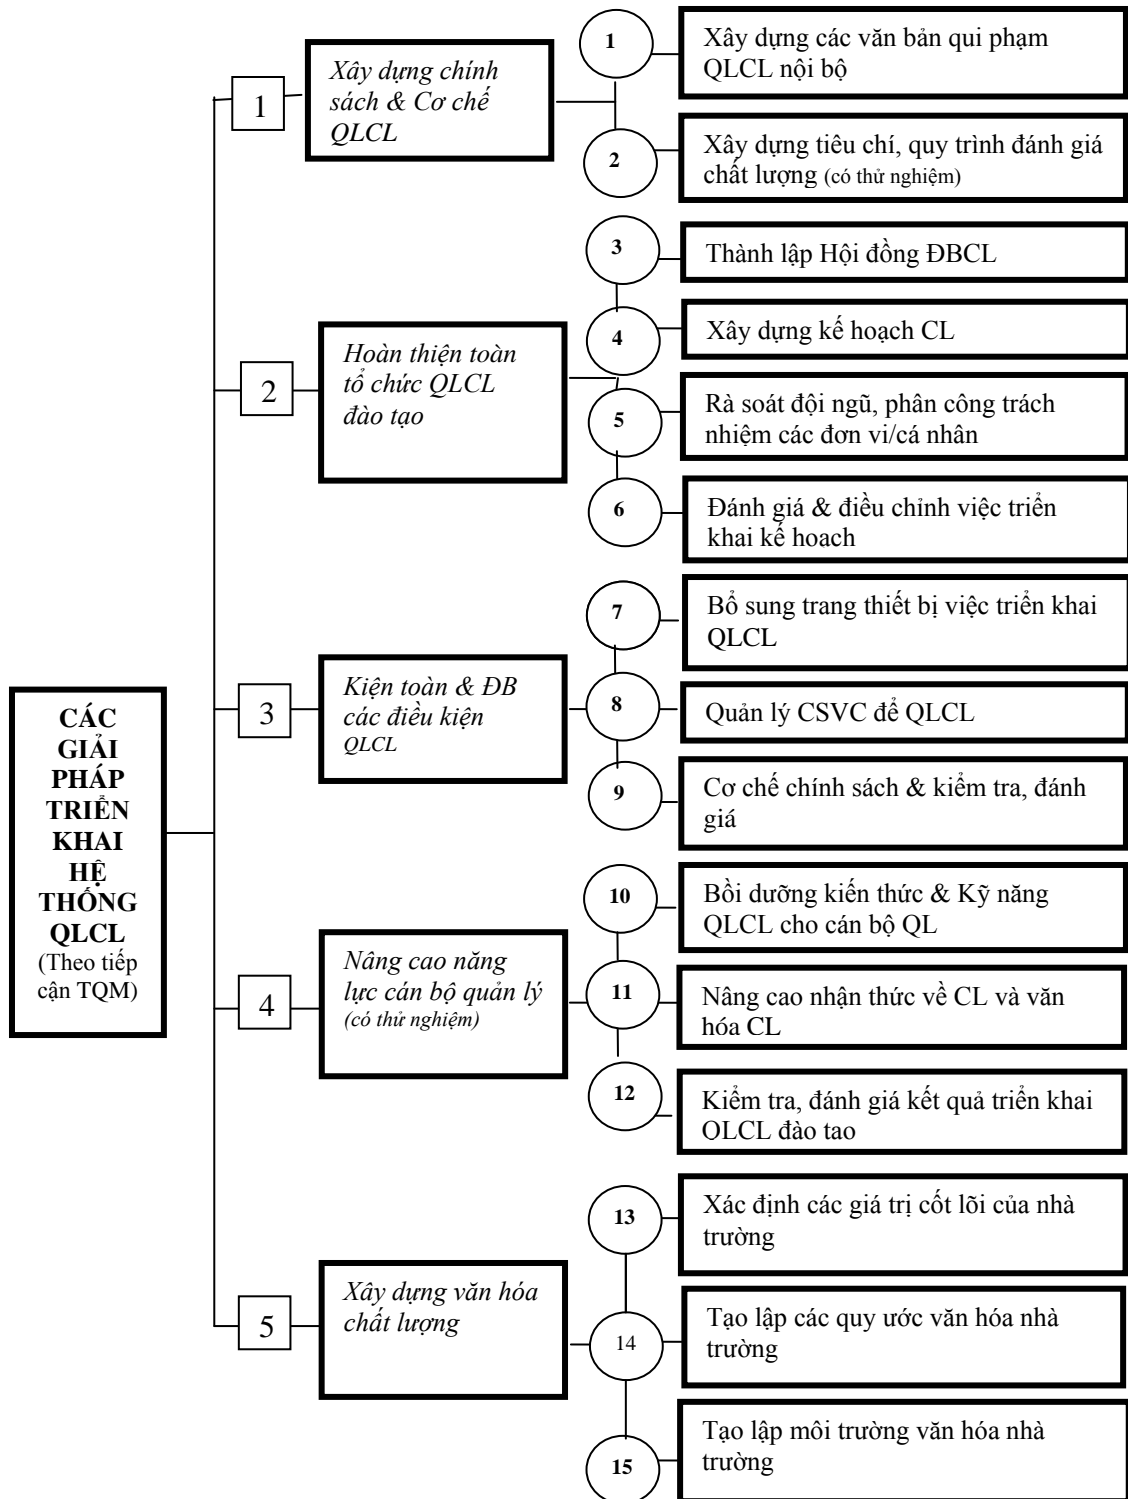 CÁC
GIẢI
PHÁP
TRIỂN
KHAI
HỆ
THỐNG
QLCL
(Theo tiếp
cận TQM)
1
Xây dựng chính
sách & Cơ chế
QLCL
1
Xây dựng các văn bản qui phạm
QLCL nội bộ
2
Xây dựng tiêu chí, quy trình đánh giá
chất lượng (có thử nghiệm)
2
Hoàn thiện toàn
tổ chức QLCL
đào tạo
3
Thành lập Hội đồng ĐBCL
4
Xây dựng kế hoạch CL
5
Rà soát đội ngũ, phân công trách
nhiệm các đơn vi/cá nhân
6
Đánh giá & điều chỉnh việc triển
khai kế hoạch
3
Kiện toàn & ĐB
các điều kiện
QLCL
7
Bổ sung trang thiết bị việc triển khai
QLCL
8
Quản lý CSVC để QLCL
9
Cơ chế chính sách & kiểm tra, đánh
giá
4
Nâng cao năng
lực cán bộ quản lý
(có thử nghiệm)
10
Bồi dưỡng kiến thức & Kỹ năng
QLCL cho cán bộ QL
11
Nâng cao nhận thức về CL và văn
hóa CL
12
Kiểm tra, đánh giá kết quả triển khai
QLCL đào tao
5
Xây dựng văn hóa
chất lượng
13
Xác định các giá trị cốt lõi của nhà
trường
14
Tạo lập các quy ước văn hóa nhà
trường
15
Tạo lập môi trường văn hóa nhà
trường